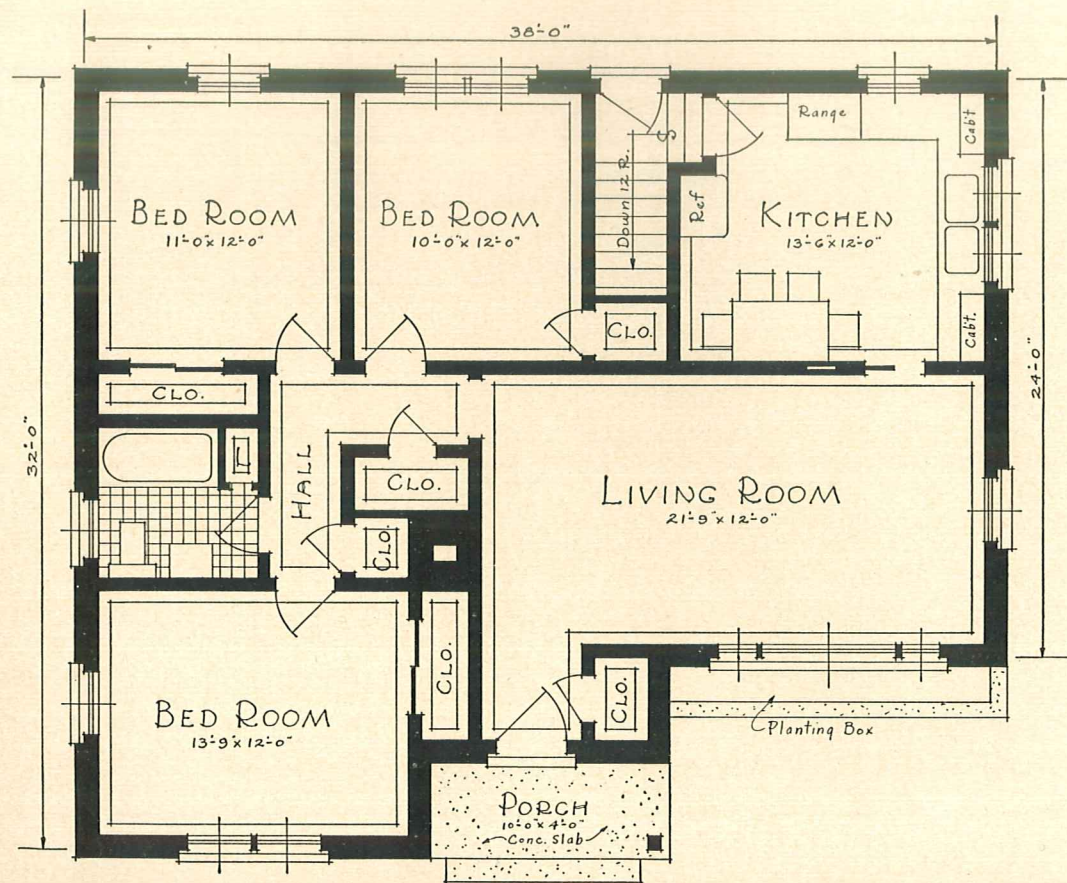 38'-0"
BED ROOM
11'-0" x 12'-0"
BED ROOM
10'-0" x 12'-0"
Down 12 R.
Range
Cab't
Ref
KITCHEN
13'-6" x 12'-0"
CLO.
Cab't.
24'-0"
32'-0"
CLO.
HALL
CLO.
CLO.
LIVING ROOM
21'-9" x 12'-0"
BED ROOM
13'-9" x 12'-0"
CLO.
CLO.
Planting Box
PORCH
10'-0" x 4'-0"
Conc. Slab